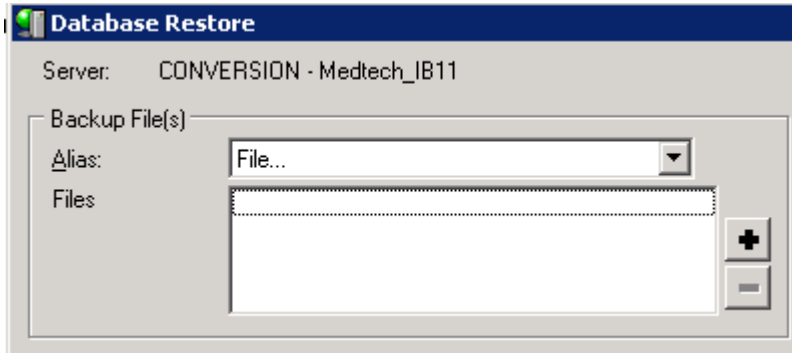 Database Restore
Server: CONVERSION - Medtech_IB11
Backup File(s)
Alias: File...
Files